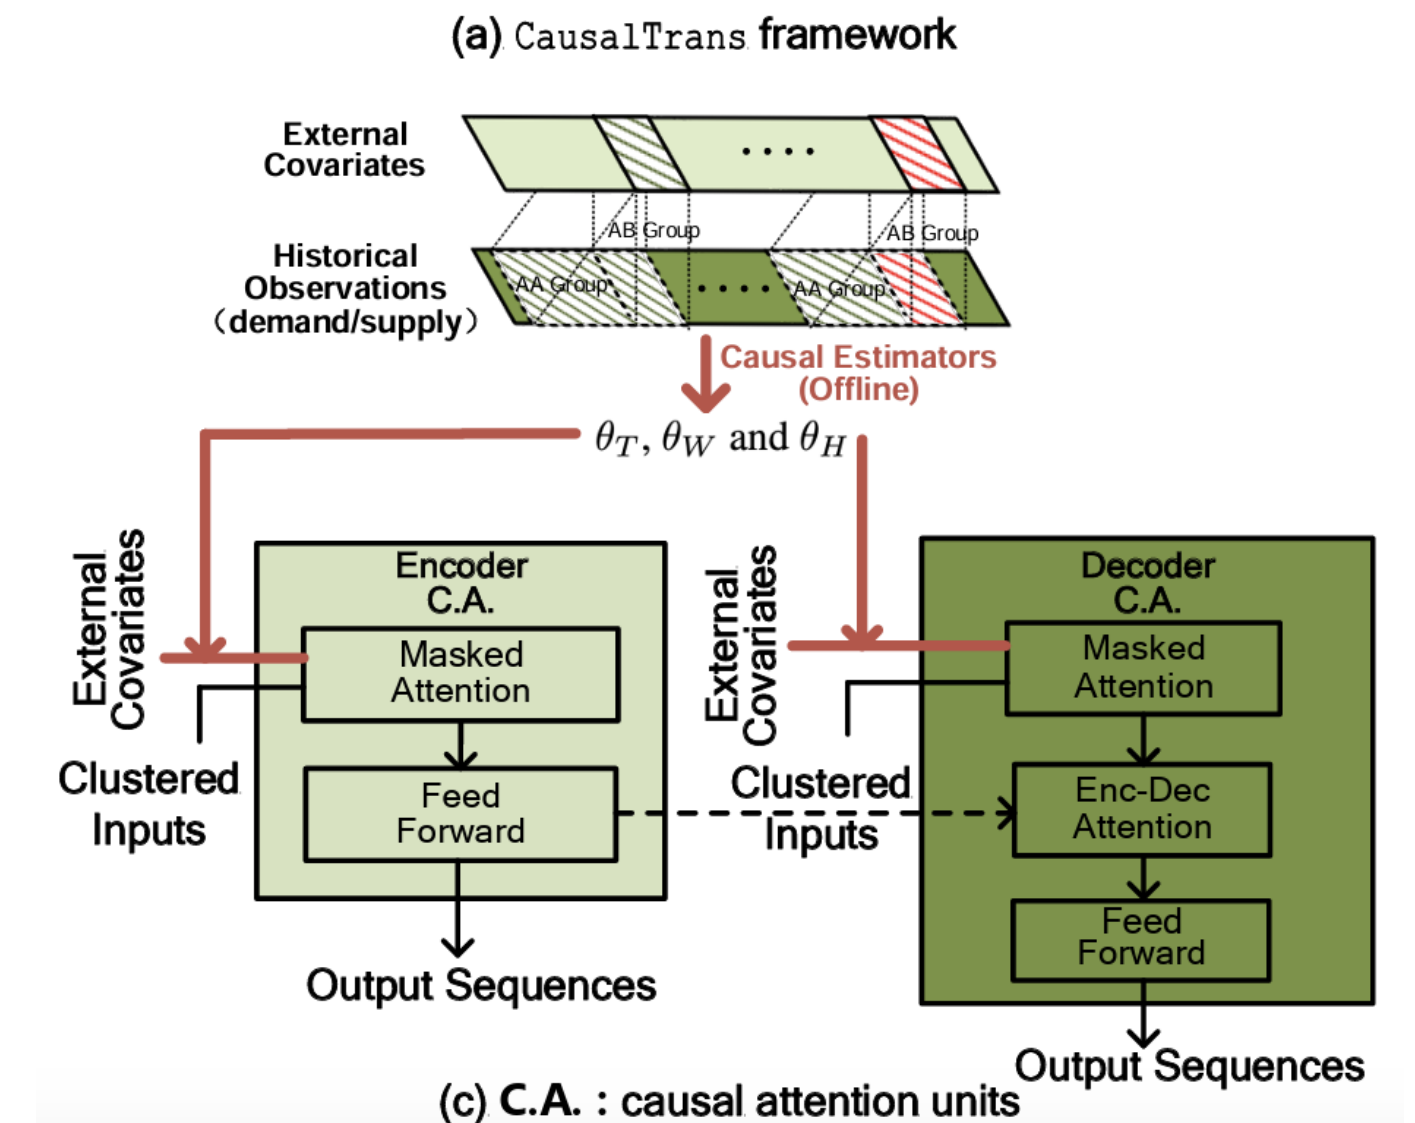 (a) CausalTrans framework
External
Covariates
AB Group
AB Group
Historical
Observations
（demand/supply）
AA Group
AA Group
Causal Estimators
(Offline)
θT, θW and θH
External
Covariates
Clustered
Inputs
Encoder
C.A.
Masked
Attention
Feed
Forward
Output Sequences
External
Covariates
Clustered
Inputs
Decoder
C.A.
Masked
Attention
Enc-Dec
Attention
Feed
Forward
Output Sequences
(c) C.A. : causal attention units